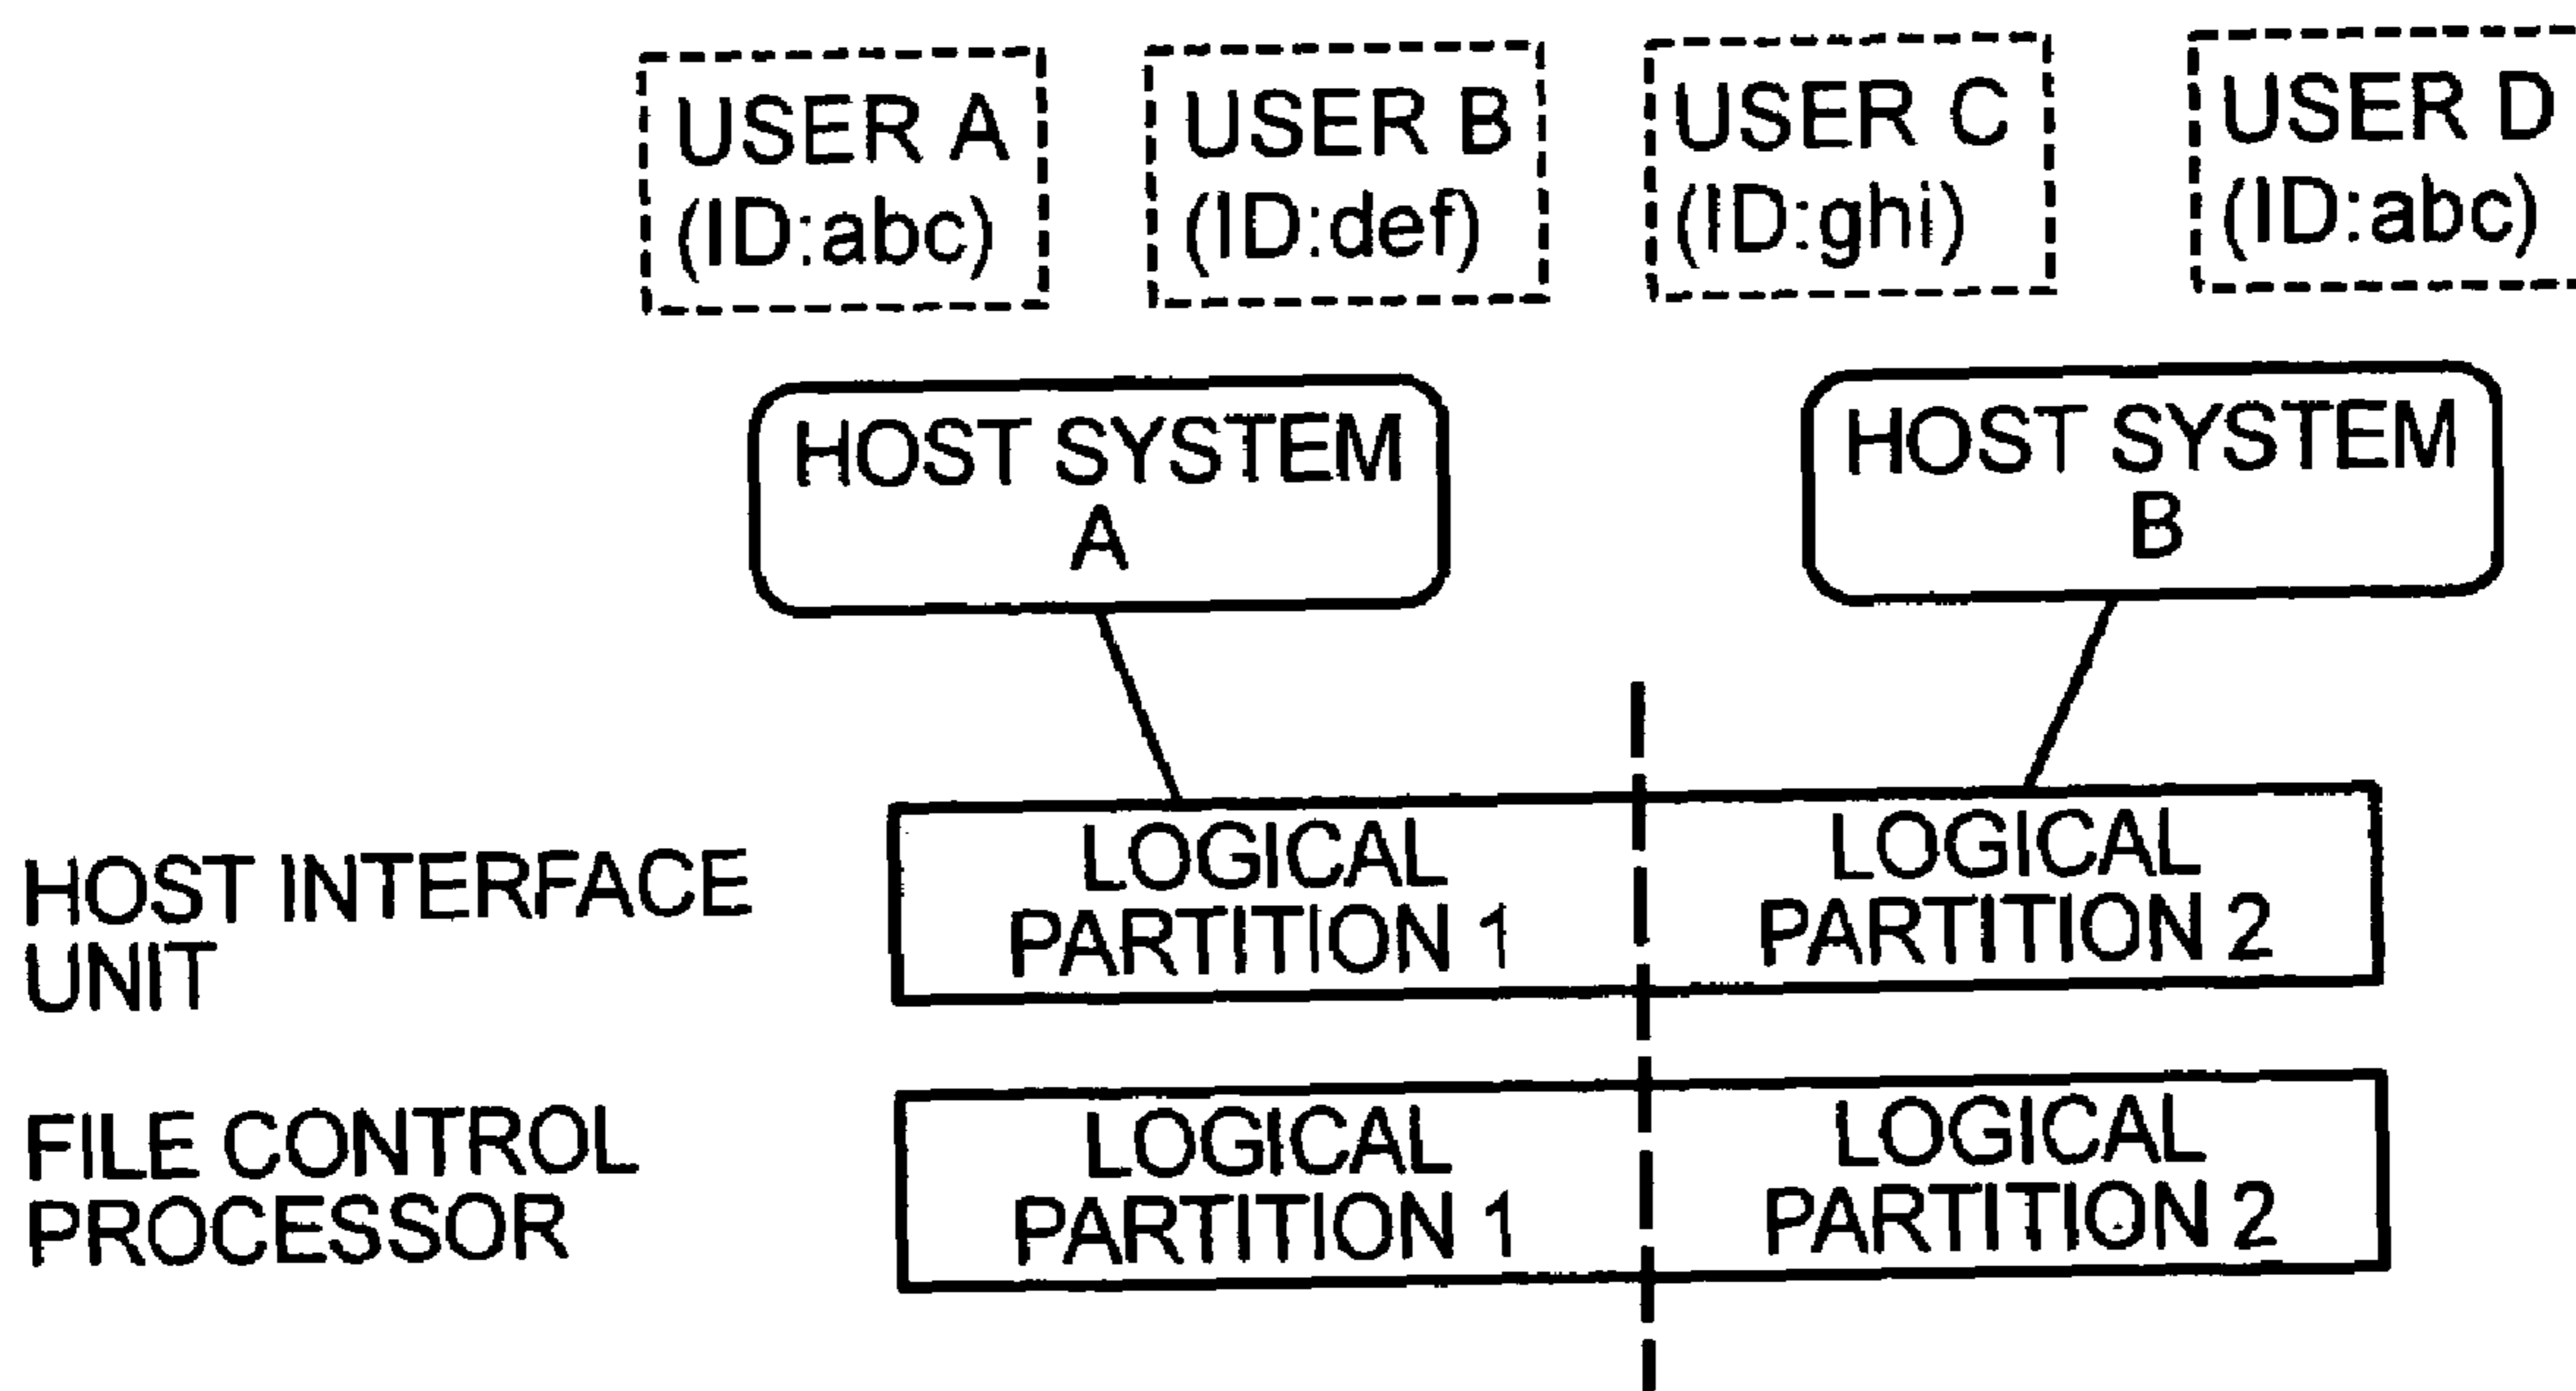 USER A
(ID:abc)
USER B
(ID:def)
USER C
(ID:ghi)
USER D
(ID:abc)
HOST SYSTEM
A
HOST SYSTEM
B
HOST INTERFACE
UNIT
LOGICAL
PARTITION 1
LOGICAL
PARTITION 2
FILE CONTROL
PROCESSOR
LOGICAL
PARTITION 1
LOGICAL
PARTITION 2